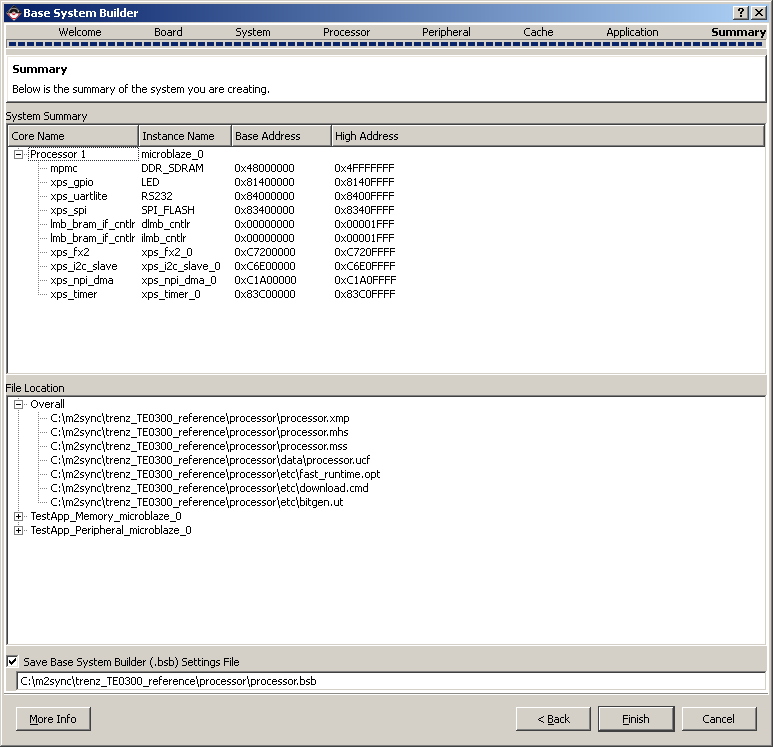 Base System Builder
Welcome Board System Processor Peripheral Cache Application Summary
Summary
Below is the summary of the system you are creating.
System Summary
Core Name Instance Name Base Address High Address
Processor 1 microblaze_0
mpmc DDR_SDRAM 0x48000000 0x4FFFFFFF
xps_gpio LED 0x81400000 0x8140FFFF
xps_uartlite RS232 0x84000000 0x8400FFFF
xps_spi SPI_FLASH 0x83400000 0x8340FFFF
lmb_bram_if_cntlr dlmb_cntlr 0x00000000 0x00001FFF
lmb_bram_if_cntlr ilmb_cntlr 0x00000000 0x00001FFF
xps_fx2 xps_fx2_0 0xC7200000 0xC720FFFF
xps_i2c_slave xps_i2c_slave_0 0xC6E00000 0xC6E0FFFF
xps_npi_dma xps_npi_dma_0 0xC1A00000 0xC1A0FFFF
xps_timer xps_timer_0 0x83C00000 0x83C0FFFF
File Location
Overall
C:\m2sync\trenz_TE0300_reference\processor\processor.xmp
C:\m2sync\trenz_TE0300_reference\processor\processor.mhs
C:\m2sync\trenz_TE0300_reference\processor\processor.mss
C:\m2sync\trenz_TE0300_reference\processor\data\processor.ucf
C:\m2sync\trenz_TE0300_reference\processor\etc\fast_runtime.opt
C:\m2sync\trenz_TE0300_reference\processor\etc\download.cmd
C:\m2sync\trenz_TE0300_reference\processor\etc\bitgen.ut
TestApp_Memory_microblaze_0
TestApp_Peripheral_microblaze_0
Save Base System Builder (.bsb) Settings File
C:\m2sync\trenz_TE0300_reference\processor\processor.bsb
More Info < Back Finish Cancel